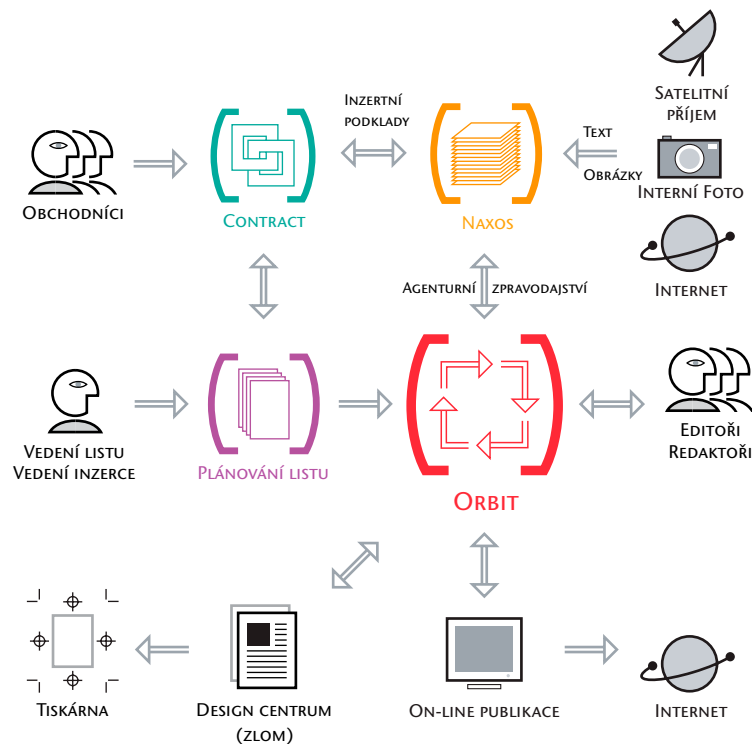 Satelitní
příjem
Inzertní
podklady
Text
Obrázky
Interní Foto
Obchodníci
Contract
Naxos
Internet
Agenturní zpravodajství
Vedení listu
Vedení inzerce
Plánování listu
Orbit
Editoři
Redaktoři
Tiskárna
Design centrum
(zlom)
On-line publikace
Internet